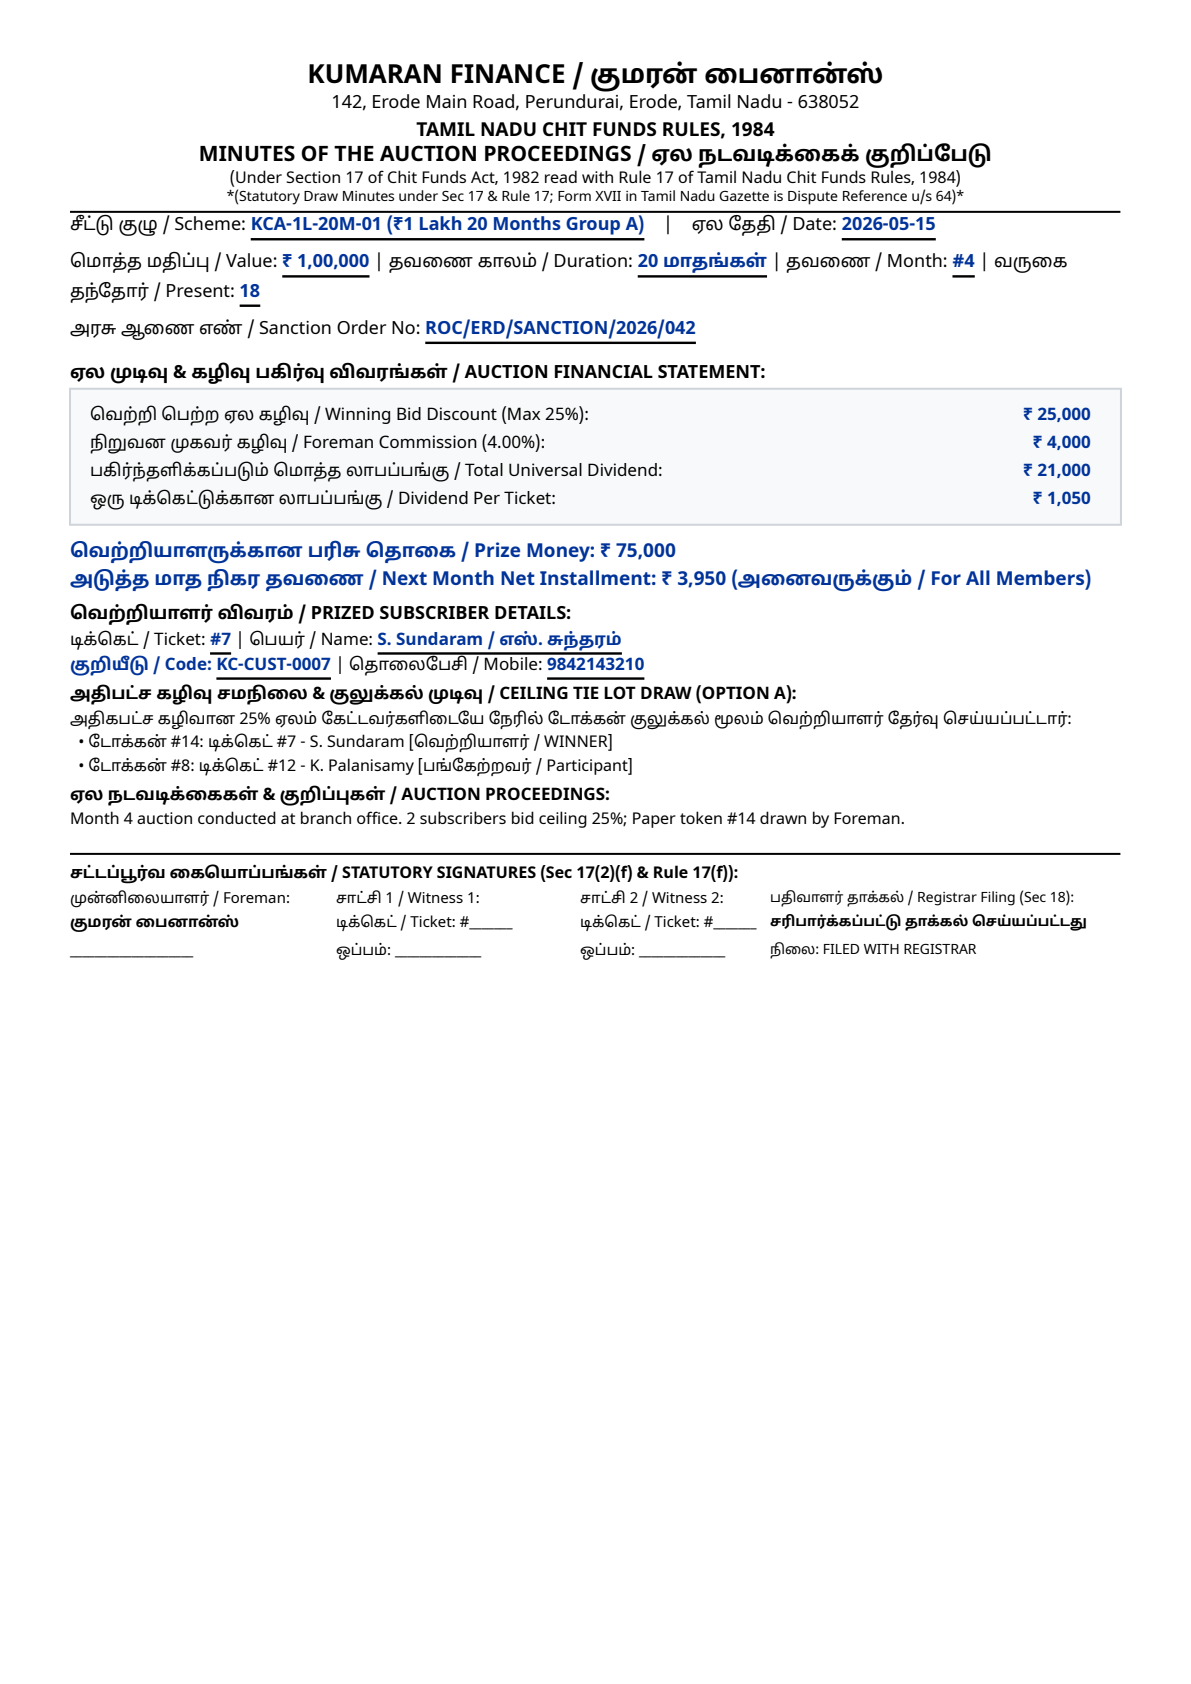 KUMARAN FINANCE / குமரன் பைனான்ஸ்
142, Erode Main Road, Perundurai, Erode, Tamil Nadu - 638052
TAMIL NADU CHIT FUNDS RULES, 1984
MINUTES OF THE AUCTION PROCEEDINGS / ஏல நடவடிக்கைக் குறிப்பேடு
(Under Section 17 of Chit Funds Act, 1982 read with Rule 17 of Tamil Nadu Chit Funds Rules, 1984)
*(Statutory Draw Minutes under Sec 17 & Rule 17; Form XVII in Tamil Nadu Gazette is Dispute Reference u/s 64)*
சீட்டு குழு / Scheme: KCA-1L-20M-01 (₹1 Lakh 20 Months Group A) | ஏல தேதி / Date: 2026-05-15
மொத்த மதிப்பு / Value: ₹ 1,00,000 | தவணை காலம் / Duration: 20 மாதங்கள் | தவணை / Month: #4 | வருகை
தந்தோர் / Present: 18
அரசு ஆணை எண் / Sanction Order No: ROC/ERD/SANCTION/2026/042
ஏல முடிவு & கழிவு பகிர்வு விவரங்கள் / AUCTION FINANCIAL STATEMENT:
வெற்றி பெற்ற ஏல கழிவு / Winning Bid Discount (Max 25%): ₹ 25,000
நிறுவன முகவர் கழிவு / Foreman Commission (4.00%): ₹ 4,000
பகிர்ந்தளிக்கப்படும் மொத்த லாபப்பங்கு / Total Universal Dividend: ₹ 21,000
ஒரு டிக்கெட்டுக்கான லாபப்பங்கு / Dividend Per Ticket: ₹ 1,050
வெற்றியாளருக்கான பரிசு தொகை / Prize Money: ₹ 75,000
அடுத்த மாத நிகர தவணை / Next Month Net Installment: ₹ 3,950 (அனைவருக்கும் / For All Members)
வெற்றியாளர் விவரம் / PRIZED SUBSCRIBER DETAILS:
டிக்கெட் / Ticket: #7 | பெயர் / Name: S. Sundaram / எஸ். சுந்தரம்
குறியீடு / Code: KC-CUST-0007 | தொலைபேசி / Mobile: 9842143210
அதிபட்ச கழிவு சமநிலை & குலுக்கல் முடிவு / CEILING TIE LOT DRAW (OPTION A):
அதிகபட்ச கழிவான 25% ஏலம் கேட்டவர்களிடையே நேரில் டோக்கன் குலுக்கல் மூலம் வெற்றியாளர் தேர்வு செய்யப்பட்டார்:
• டோக்கன் #14: டிக்கெட் #7 - S. Sundaram [வெற்றியாளர் / WINNER]
• டோக்கன் #8: டிக்கெட் #12 - K. Palanisamy [பங்கேற்றவர் / Participant]
ஏல நடவடிக்கைகள் & குறிப்புகள் / AUCTION PROCEEDINGS:
Month 4 auction conducted at branch office. 2 subscribers bid ceiling 25%; Paper token #14 drawn by Foreman.
சட்டப்பூர்வ கையொப்பங்கள் / STATUTORY SIGNATURES (Sec 17(2)(f) & Rule 17(f)):
முன்னிலையாளர் / Foreman: சாட்சி 1 / Witness 1: சாட்சி 2 / Witness 2: பதிவாளர் தாக்கல் / Registrar Filing (Sec 18):
குமரன் பைனான்ஸ் டிக்கெட் / Ticket: #_____ டிக்கெட் / Ticket: #_____ சரிபார்க்கப்பட்டு தாக்கல் செய்யப்பட்டது
_______________ ஒப்பம்: __________ ஒப்பம்: __________ நிலை: FILED WITH REGISTRAR